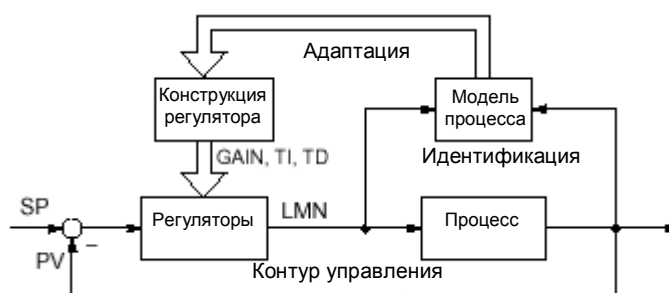 Адаптация
Конструкция
регулятора
Модель
процесса
GAIN, TI, TD
Идентификация
SP
Регуляторы
LMN
Процесс
PV
–
Контур управления